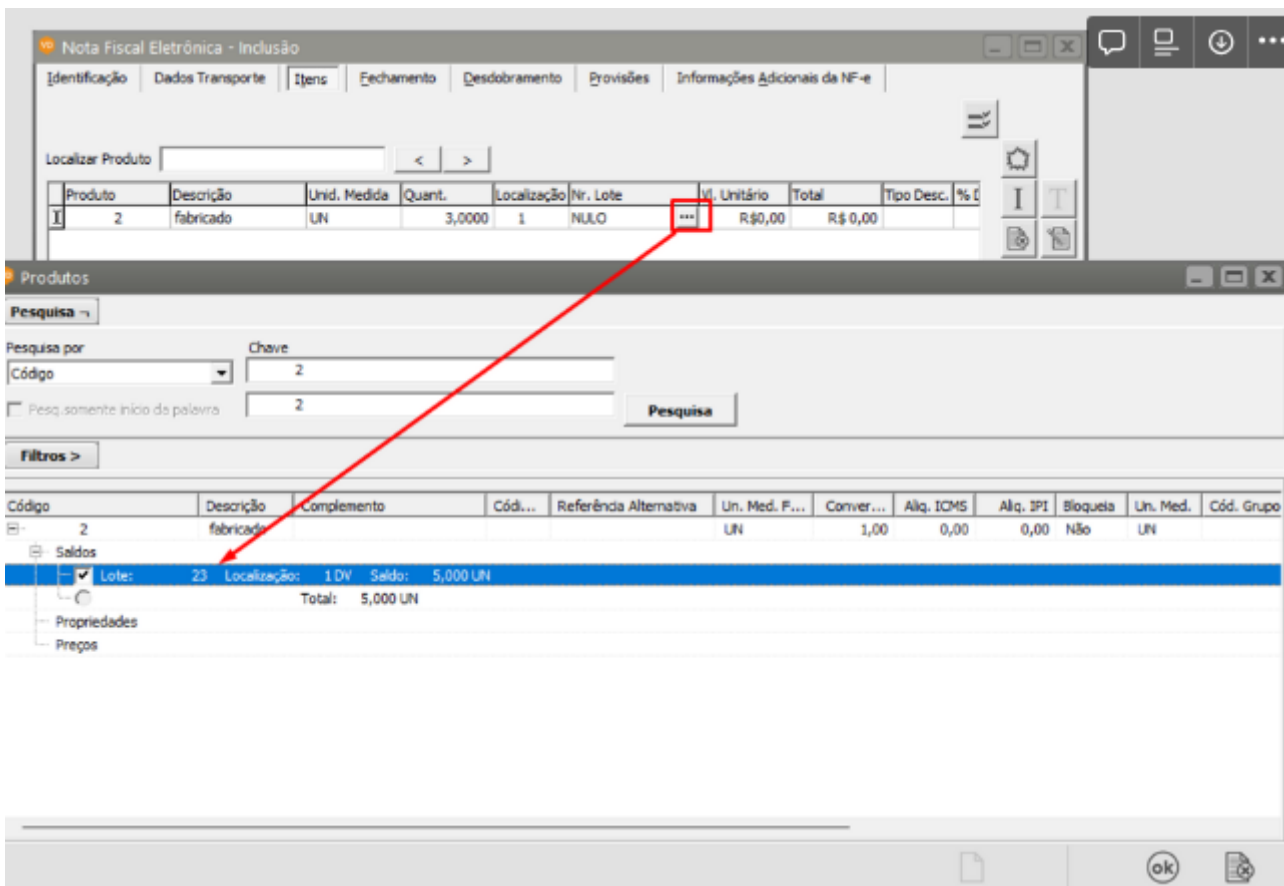 Nota Fiscal Eletrônica - Inclusão
Identificação Dados Transporte Itens Fechamento Desdobramento Provisões Informações Adicionais da NF-e
Localizar Produto < >
Produto Descrição Unid. Medida Quant. Localização Nr. Lote Vl. Unitário Total Tipo Desc. % D
2 fabricado UN 3,0000 1 NULO ... R$0,00 R$ 0,00
Produtos
Pesquisa ¬
Pesquisa por Chave
Código 2
Pesq.somente início da palavra 2 Pesquisa
Filtros >
Código Descrição Complemento Códi... Referência Alternativa Un. Med. F... Conver... Aliq. ICMS Aliq. IPI Bloqueia Un. Med. Cód. Grupo
2 fabricado UN 1,00 0,00 0,00 Não UN
Saldos
Lote: 23 Localização: 1 DV Saldo: 5,000 UN
Total: 5,000 UN
Propriedades
Preços
ok